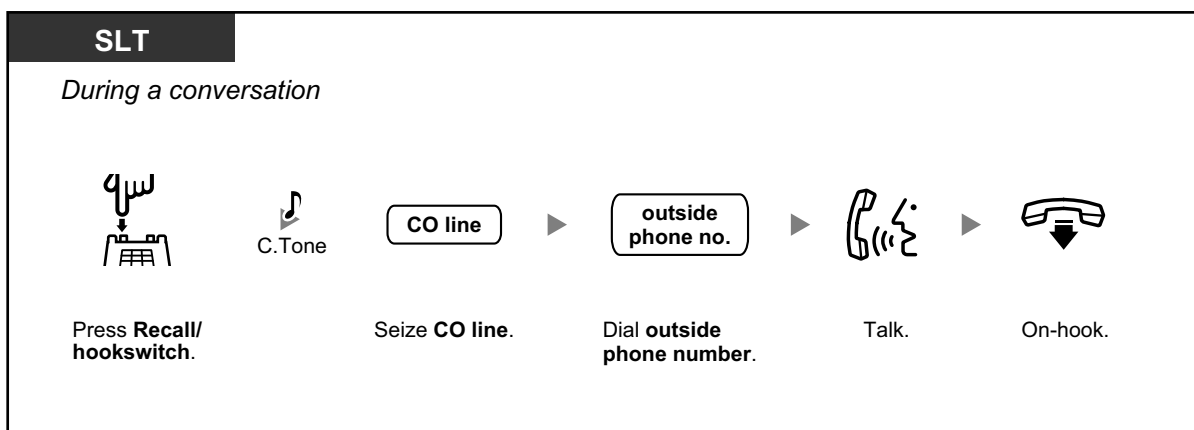 SLT
During a conversation
C.Tone
CO line
outside
phone no.
Press Recall/
hookswitch.
Seize CO line.
Dial outside
phone number.
Talk.
On-hook.